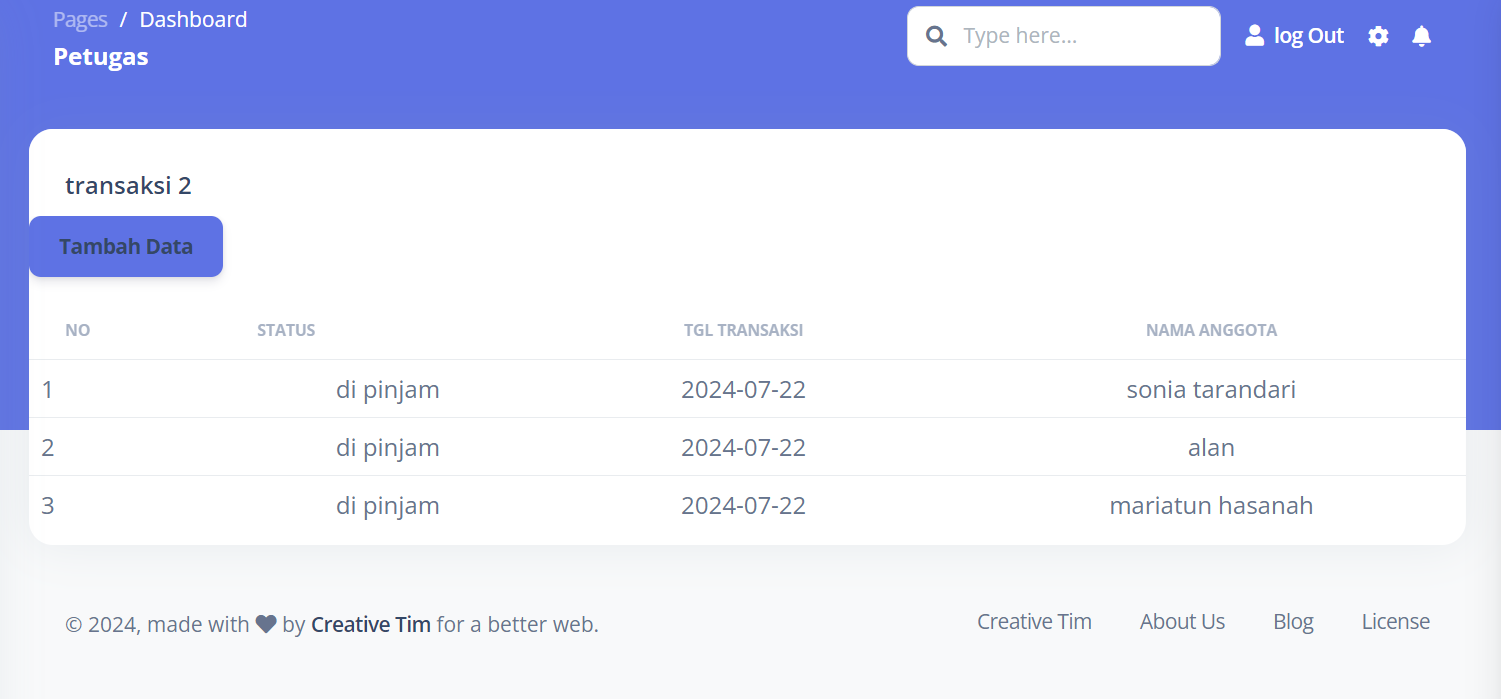 Pages / Dashboard
Petugas
Type here...
log Out
transaksi 2
Tambah Data
NO STATUS TGL TRANSAKSI NAMA ANGGOTA
1 di pinjam 2024-07-22 sonia tarandari
2 di pinjam 2024-07-22 alan
3 di pinjam 2024-07-22 mariatun hasanah
© 2024, made with ♥ by Creative Tim for a better web.
Creative Tim About Us Blog License